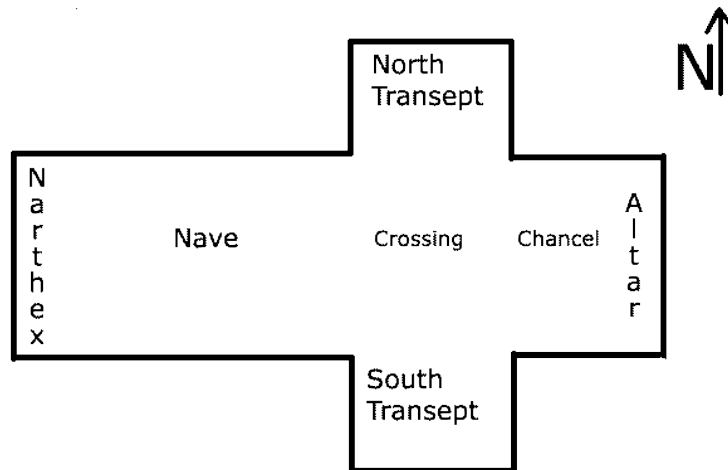 North
Transept
N
Narthex
Nave
Crossing
Chancel
Altar
South
Transept